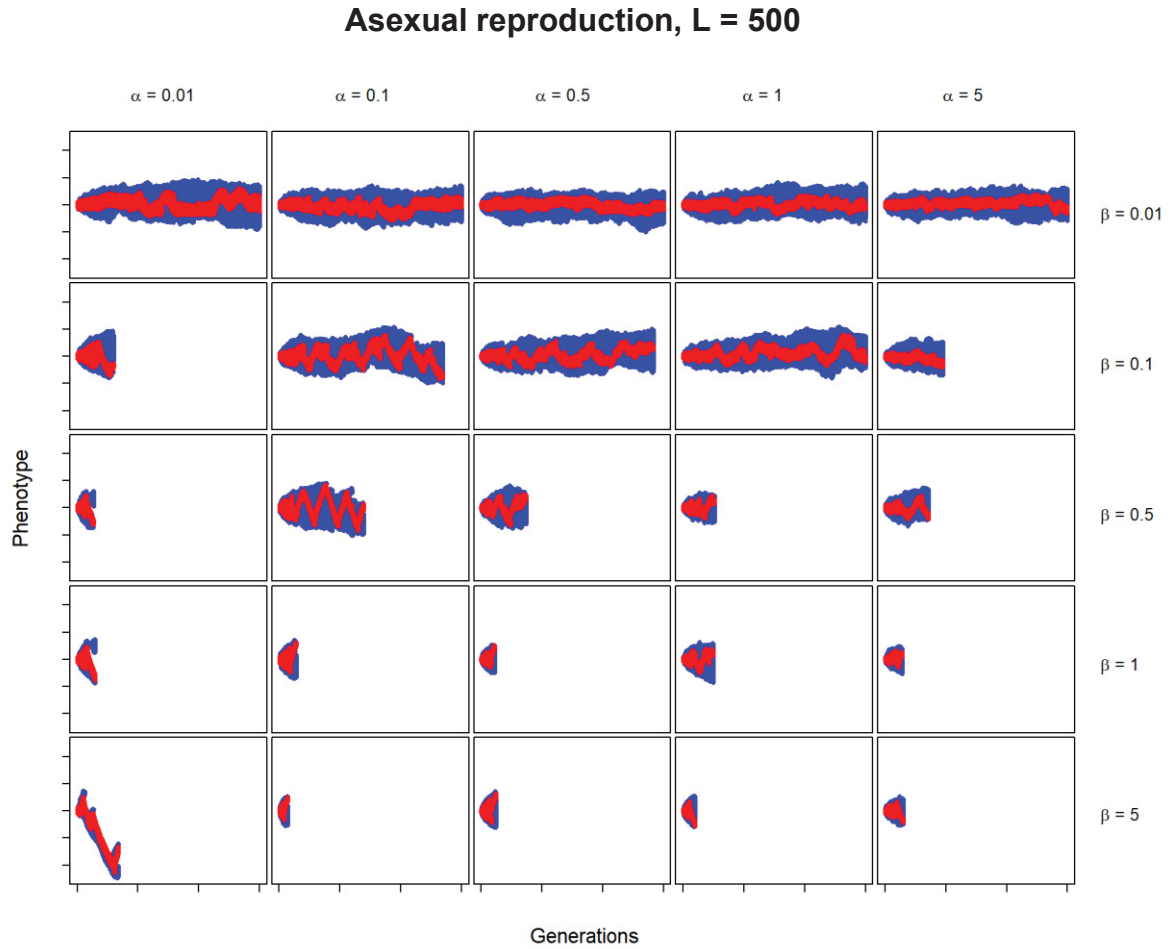 Asexual reproduction, L = 500
α = 0.01
α = 0.1
α = 0.5
α = 1
α = 5
β = 0.01
β = 0.1
β = 0.5
β = 1
β = 5
Phenotype
Generations